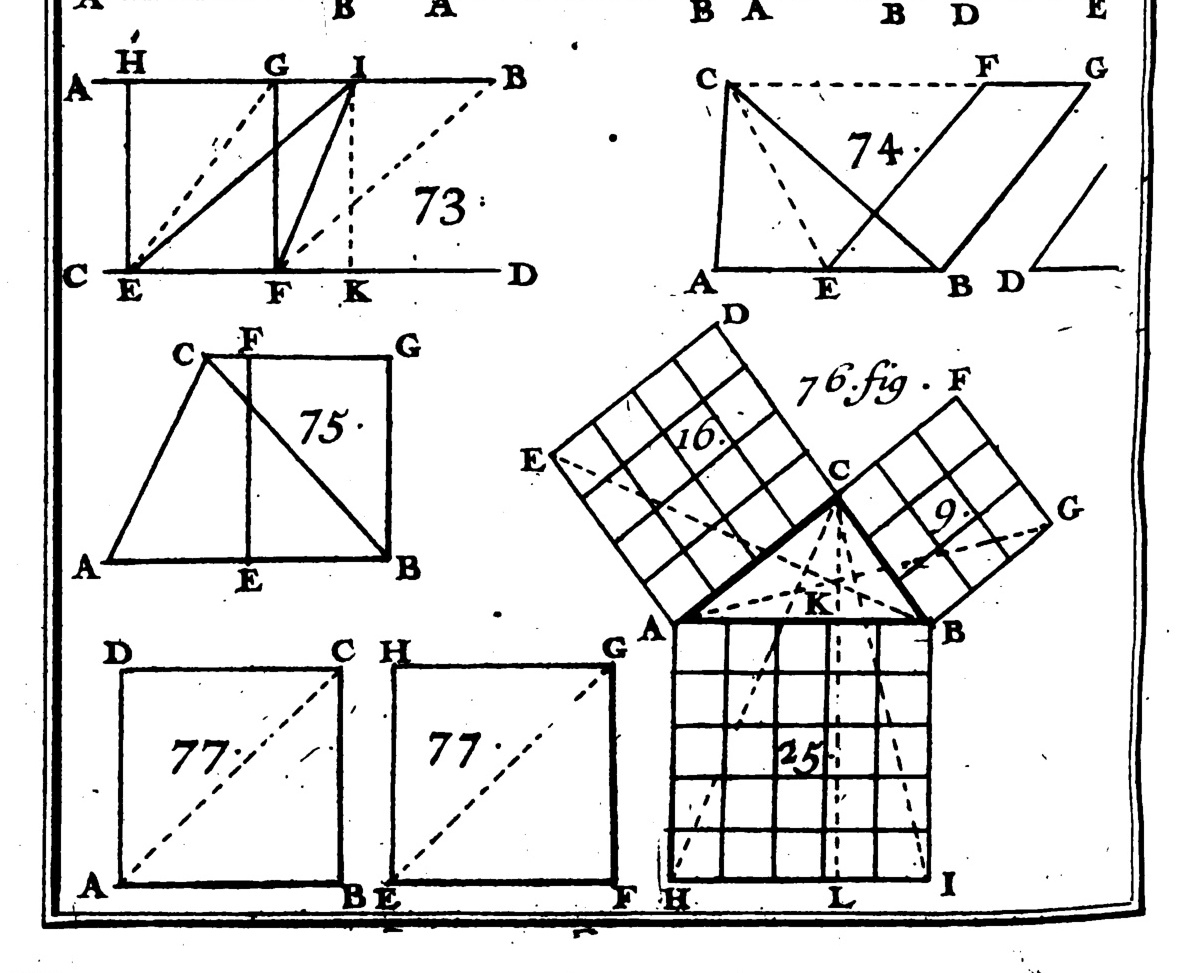 A B A B A B D E
H G I B
A
73.
C E F K D
C F G
74.
A E B D
C F G
75.
A E B
D
76.fig. F
16.
E C
9. G
K
A B
25.
H L I
D C
77.
A B
H G
77.
E F